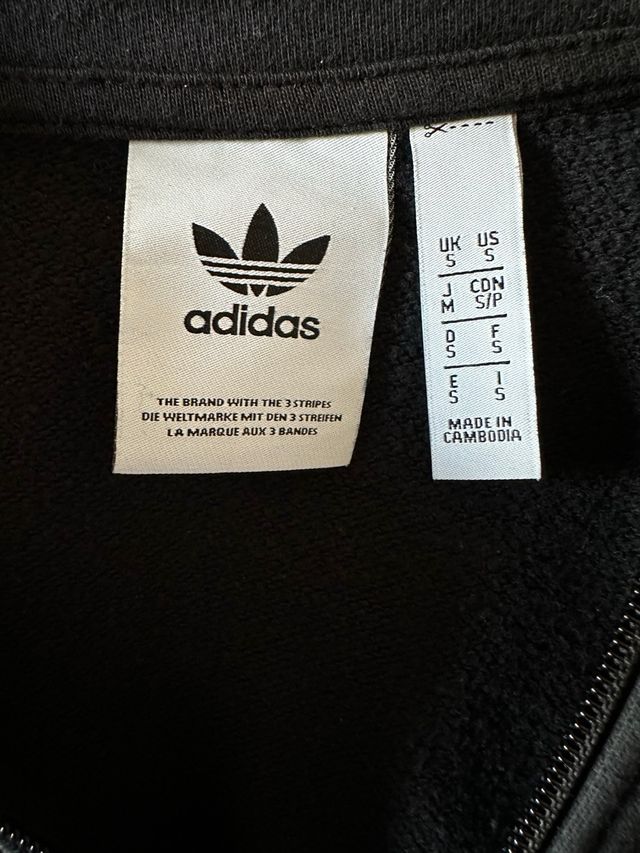 adidas
THE BRAND WITH THE 3 STRIPES
DIE WELTMARKE MIT DEN 3 STREIFEN
LA MARQUE AUX 3 BANDES
UK US
S S
J CDN
M S/P
D F
S S
E I
S S
MADE IN
CAMBODIA